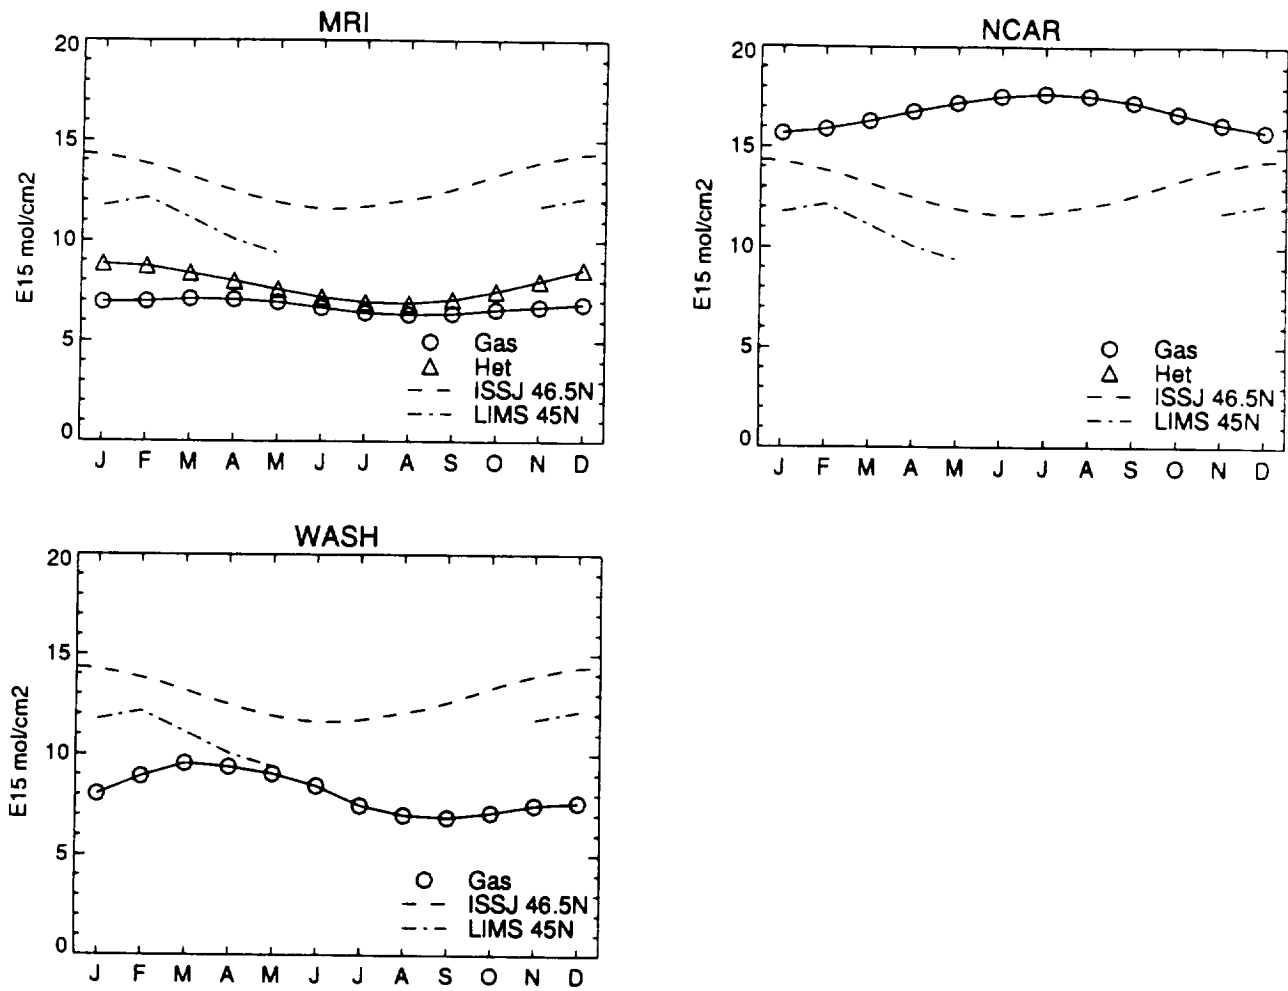 MRI
20
15
10
5
0
E15 mol/cm2
Gas
Het
ISSJ 46.5N
LIMS 45N
J F M A M J J A S O N D
NCAR
20
15
10
5
0
E15 mol/cm2
Gas
Het
ISSJ 46.5N
LIMS 45N
J F M A M J J A S O N D
WASH
20
15
10
5
0
E15 mol/cm2
Gas
ISSJ 46.5N
LIMS 45N
J F M A M J J A S O N D